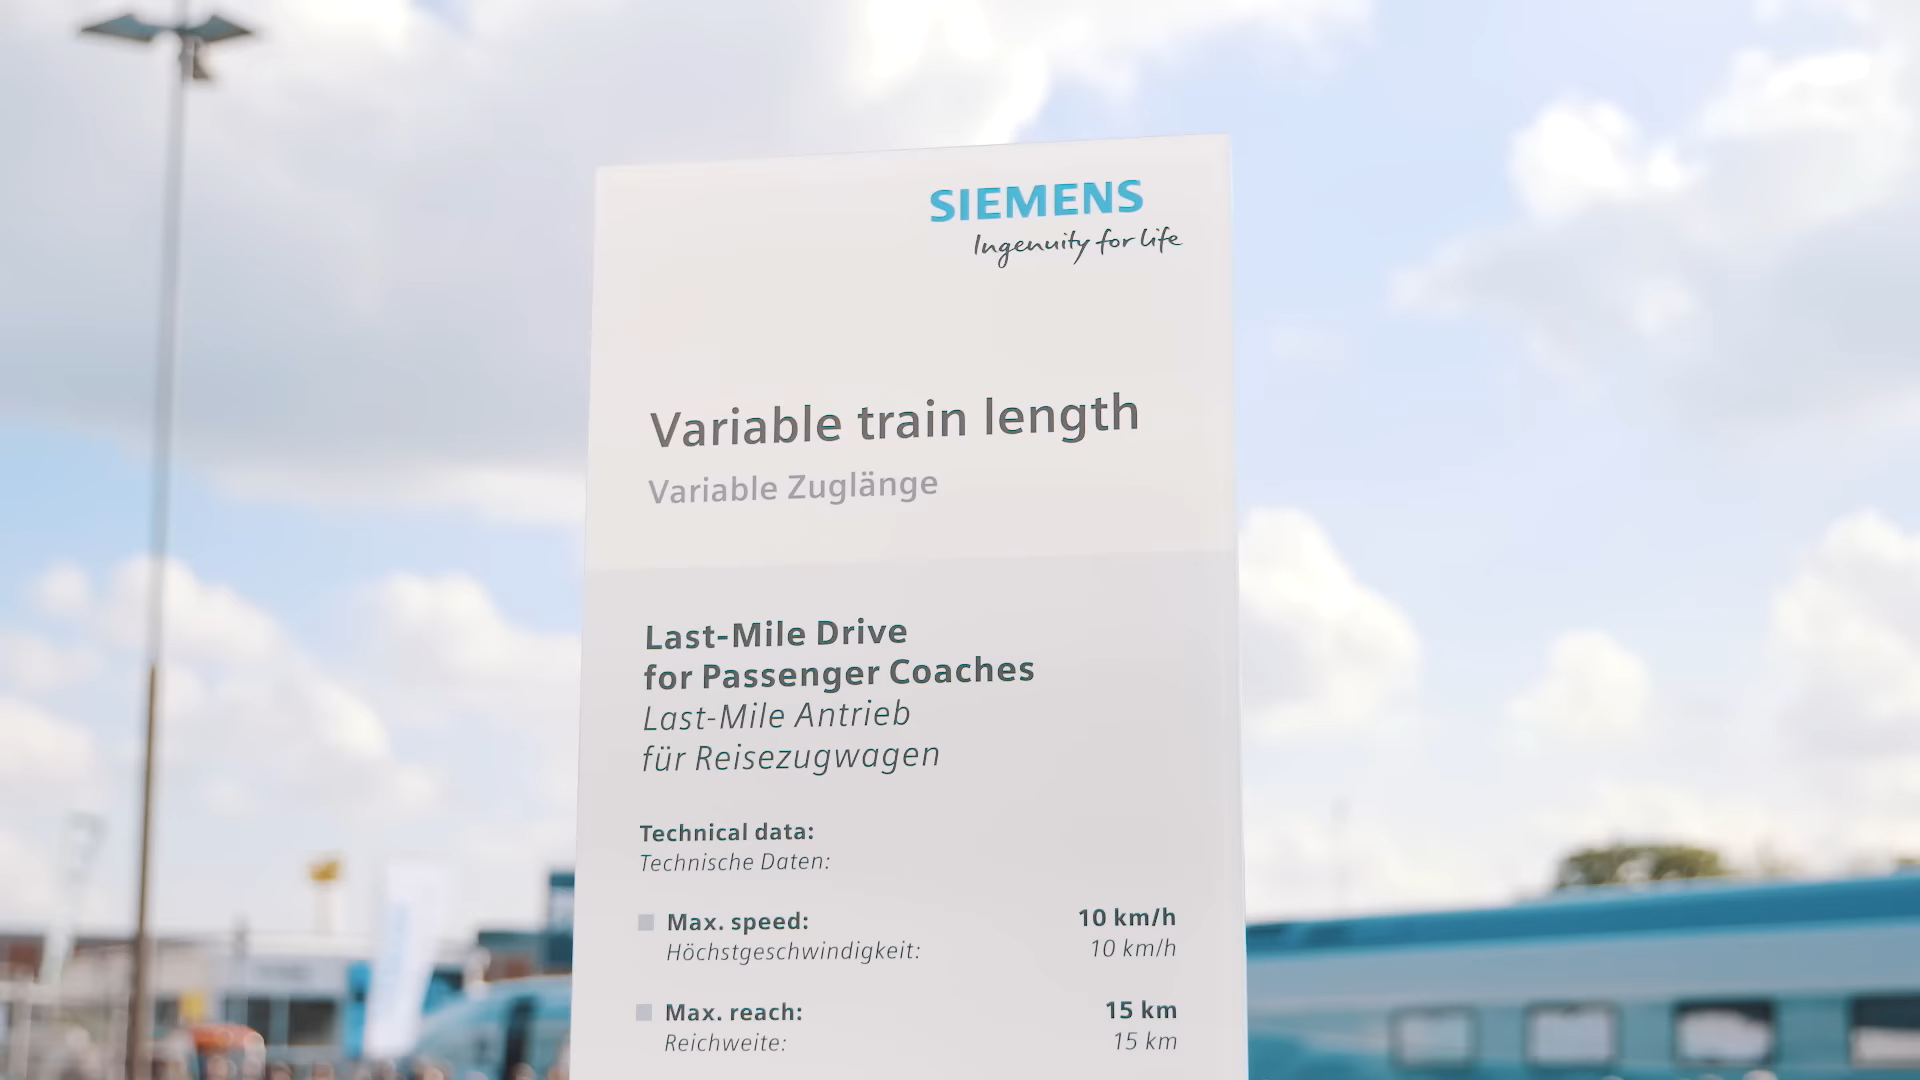 SIEMENS
Ingenuity for life
Variable train length
Variable Zuglänge
Last-Mile Drive
for Passenger Coaches
Last-Mile Antrieb
für Reisezugwagen
Technical data:
Technische Daten:
Max. speed: 10 km/h
Höchstgeschwindigkeit: 10 km/h
Max. reach: 15 km
Reichweite: 15 km